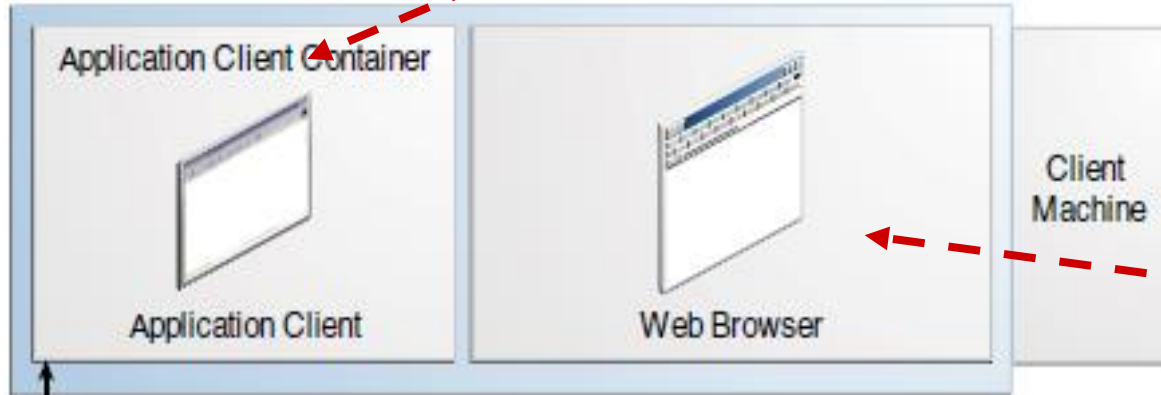 Application Client Container
Application Client
Web Browser
Client
Machine